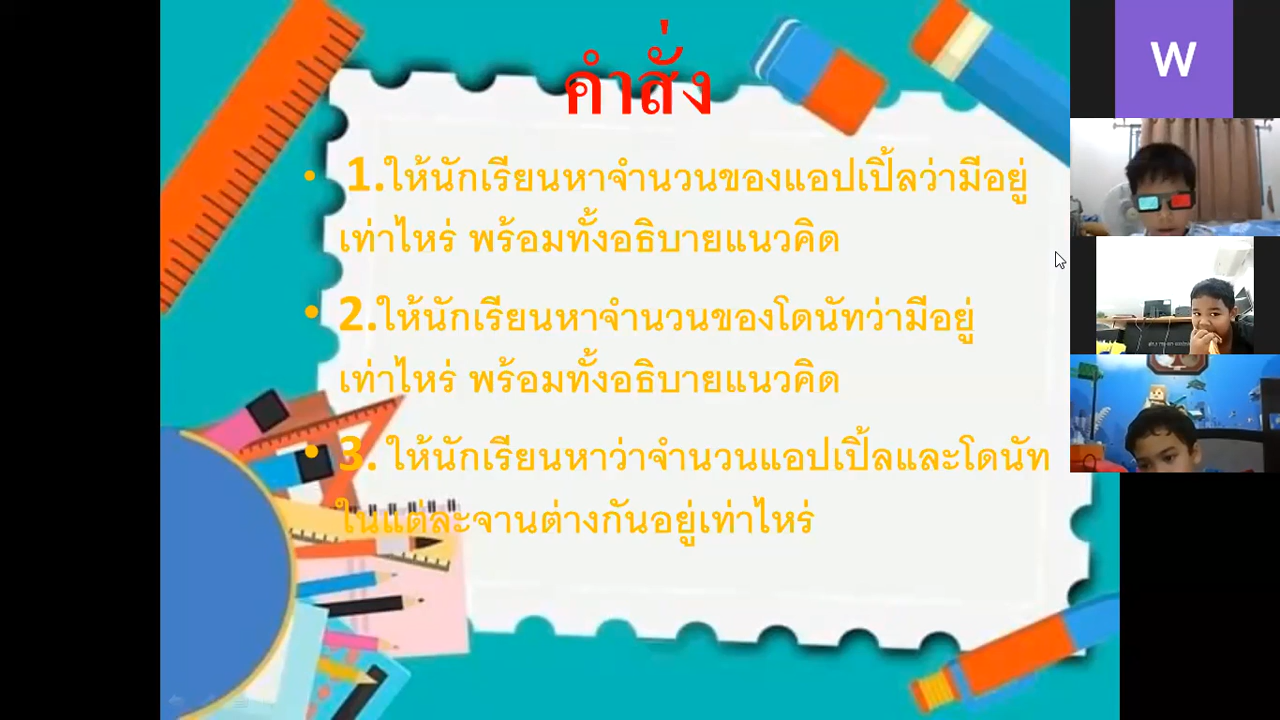 คำสั่ง
W
• 1.ให้นักเรียนหาจำนวนของแอปเปิ้ลว่ามีอยู่
เท่าไหร่ พร้อมทั้งอธิบายแนวคิด
• 2.ให้นักเรียนหาจำนวนของโดนัทว่ามีอยู่
เท่าไหร่ พร้อมทั้งอธิบายแนวคิด
• 3. ให้นักเรียนหาว่าจำนวนแอปเปิ้ลและโดนัท
ในแต่ละจานต่างกันอยู่เท่าไหร่